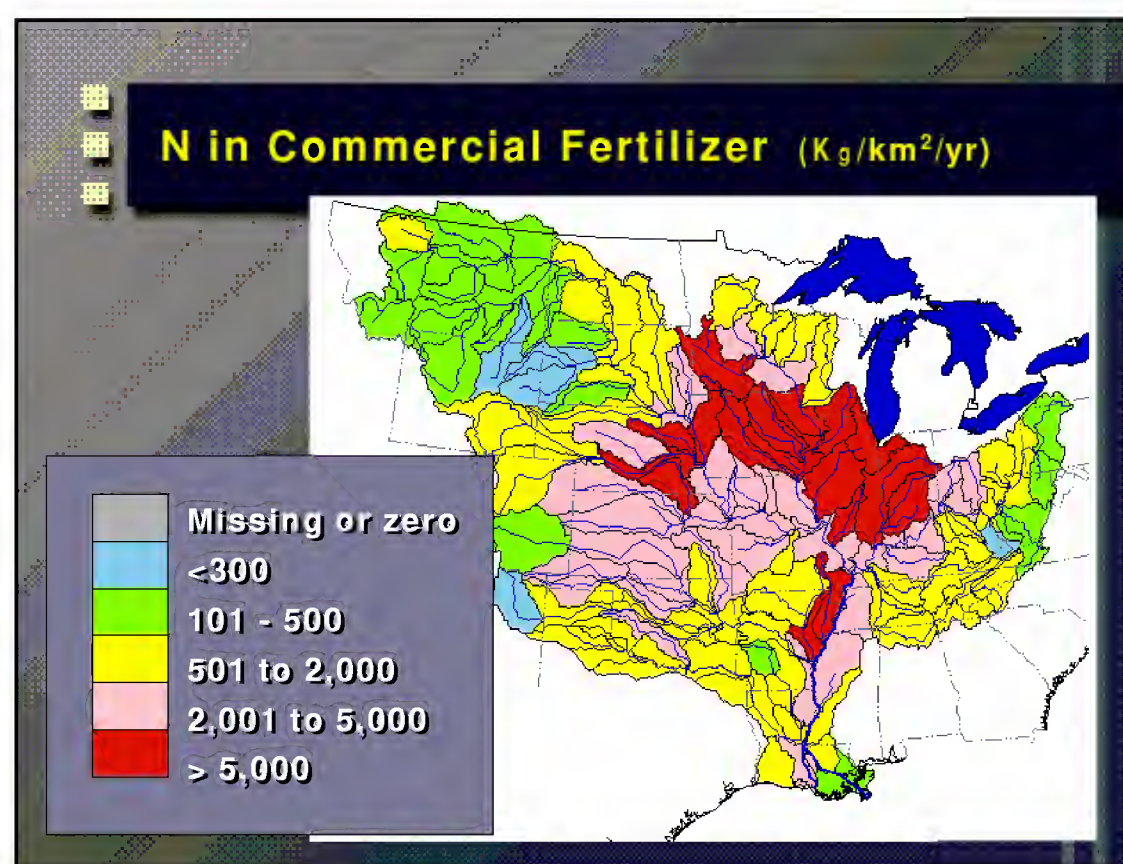 N in Commercial Fertilizer (Kg/km²/yr)
Missing or zero
<300
101 - 500
501 to 2,000
2,001 to 5,000
> 5,000